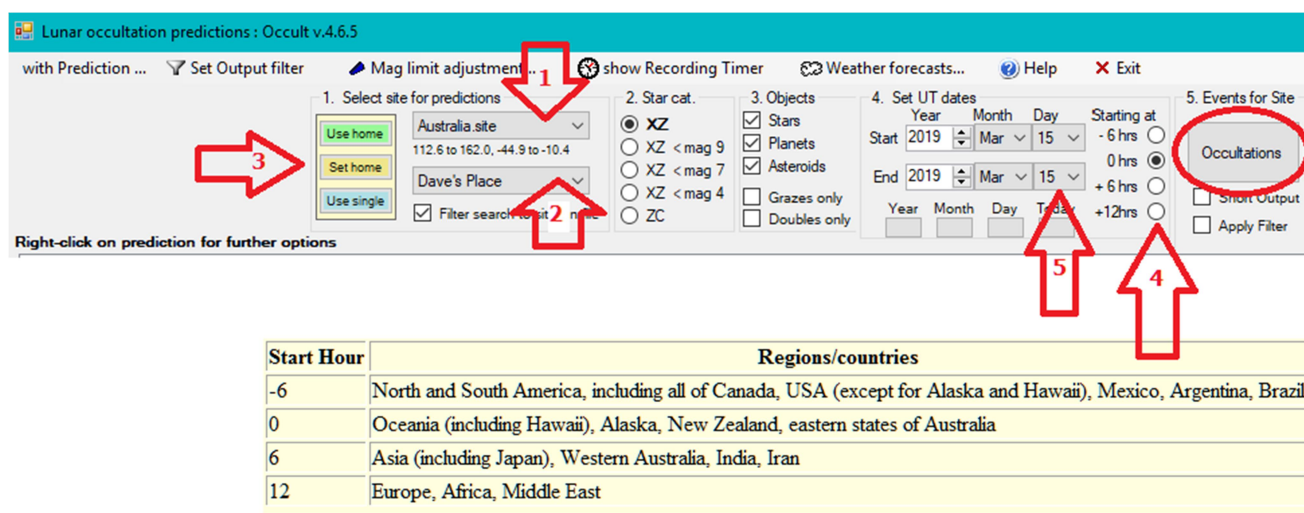 Lunar occultation predictions : Occult v.4.6.5
with Prediction ... Set Output filter Mag limit adjustment... show Recording Timer Weather forecasts... Help Exit
1. Select site for predictions
Use home
Set home
Use single
Australia.site
112.6 to 162.0, -44.9 to -10.4
Dave's Place
Filter search to site in file
2. Star cat.
XZ
XZ < mag 9
XZ < mag 7
XZ < mag 4
ZC
3. Objects
Stars
Planets
Asteroids
Grazes only
Doubles only
4. Set UT dates
Year Month Day
Start 2019 Mar 15
End 2019 Mar 15
Year Month Day Today
Starting at
- 6 hrs
0 hrs
+ 6 hrs
+12hrs
5. Events for Site
Occultations
Short Output
Apply Filter
Right-click on prediction for further options
1
2
3
4
5
Start Hour Regions/countries
-6 North and South America, including all of Canada, USA (except for Alaska and Hawaii), Mexico, Argentina, Brazil
0 Oceania (including Hawaii), Alaska, New Zealand, eastern states of Australia
6 Asia (including Japan), Western Australia, India, Iran
12 Europe, Africa, Middle East